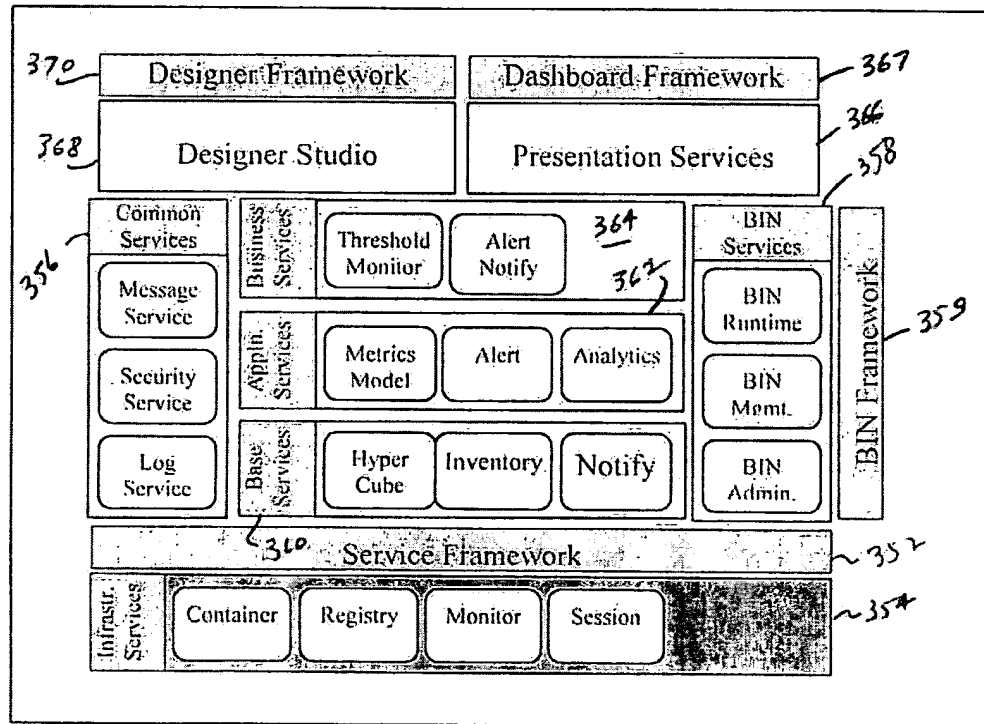 370
Designer Framework
Dashboard Framework
367
368
Designer Studio
Presentation Services
366
358
356
Common
Services
Business
Services
Threshold
Monitor
Alert
Notify
364
362
BIN
Services
BIN Framework
359
Message
Service
Security
Service
Log
Service
Appln.
Services
Metrics
Model
Alert
Analytics
BIN
Runtime
BIN
Mgmt.
BIN
Admin.
Base
Services
Hyper
Cube
Inventory
Notify
360
Service Framework
352
Infrastr.
Services
Container
Registry
Monitor
Session
354